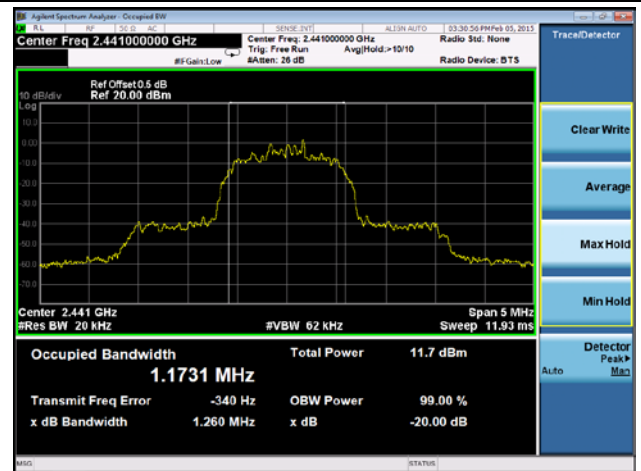 Agilent Spectrum Analyzer - Occupied BW
RL RF 50 Ω AC SENSE:INT ALIGN AUTO 03:30:56 PM Feb 05, 2015
Center Freq 2.441000000 GHz
Center Freq: 2.441000000 GHz
Radio Std: None
Trig: Free Run Avg|Hold:>10/10
#IFGain:Low #Atten: 26 dB Radio Device: BTS
Trace/Detector
Ref Offset 0.5 dB
10 dB/div Ref 20.00 dBm
Log
10.0
0.00
-10.0
-20.0
-30.0
-40.0
-50.0
-60.0
-70.0
Clear Write
Average
Max Hold
Min Hold
Detector
Peak▶
Auto Man
Center 2.441 GHz Span 5 MHz
#Res BW 20 kHz #VBW 62 kHz Sweep 11.93 ms
Occupied Bandwidth Total Power 11.7 dBm
1.1731 MHz
Transmit Freq Error -340 Hz OBW Power 99.00 %
x dB Bandwidth 1.260 MHz x dB -20.00 dB
MSG STATUS